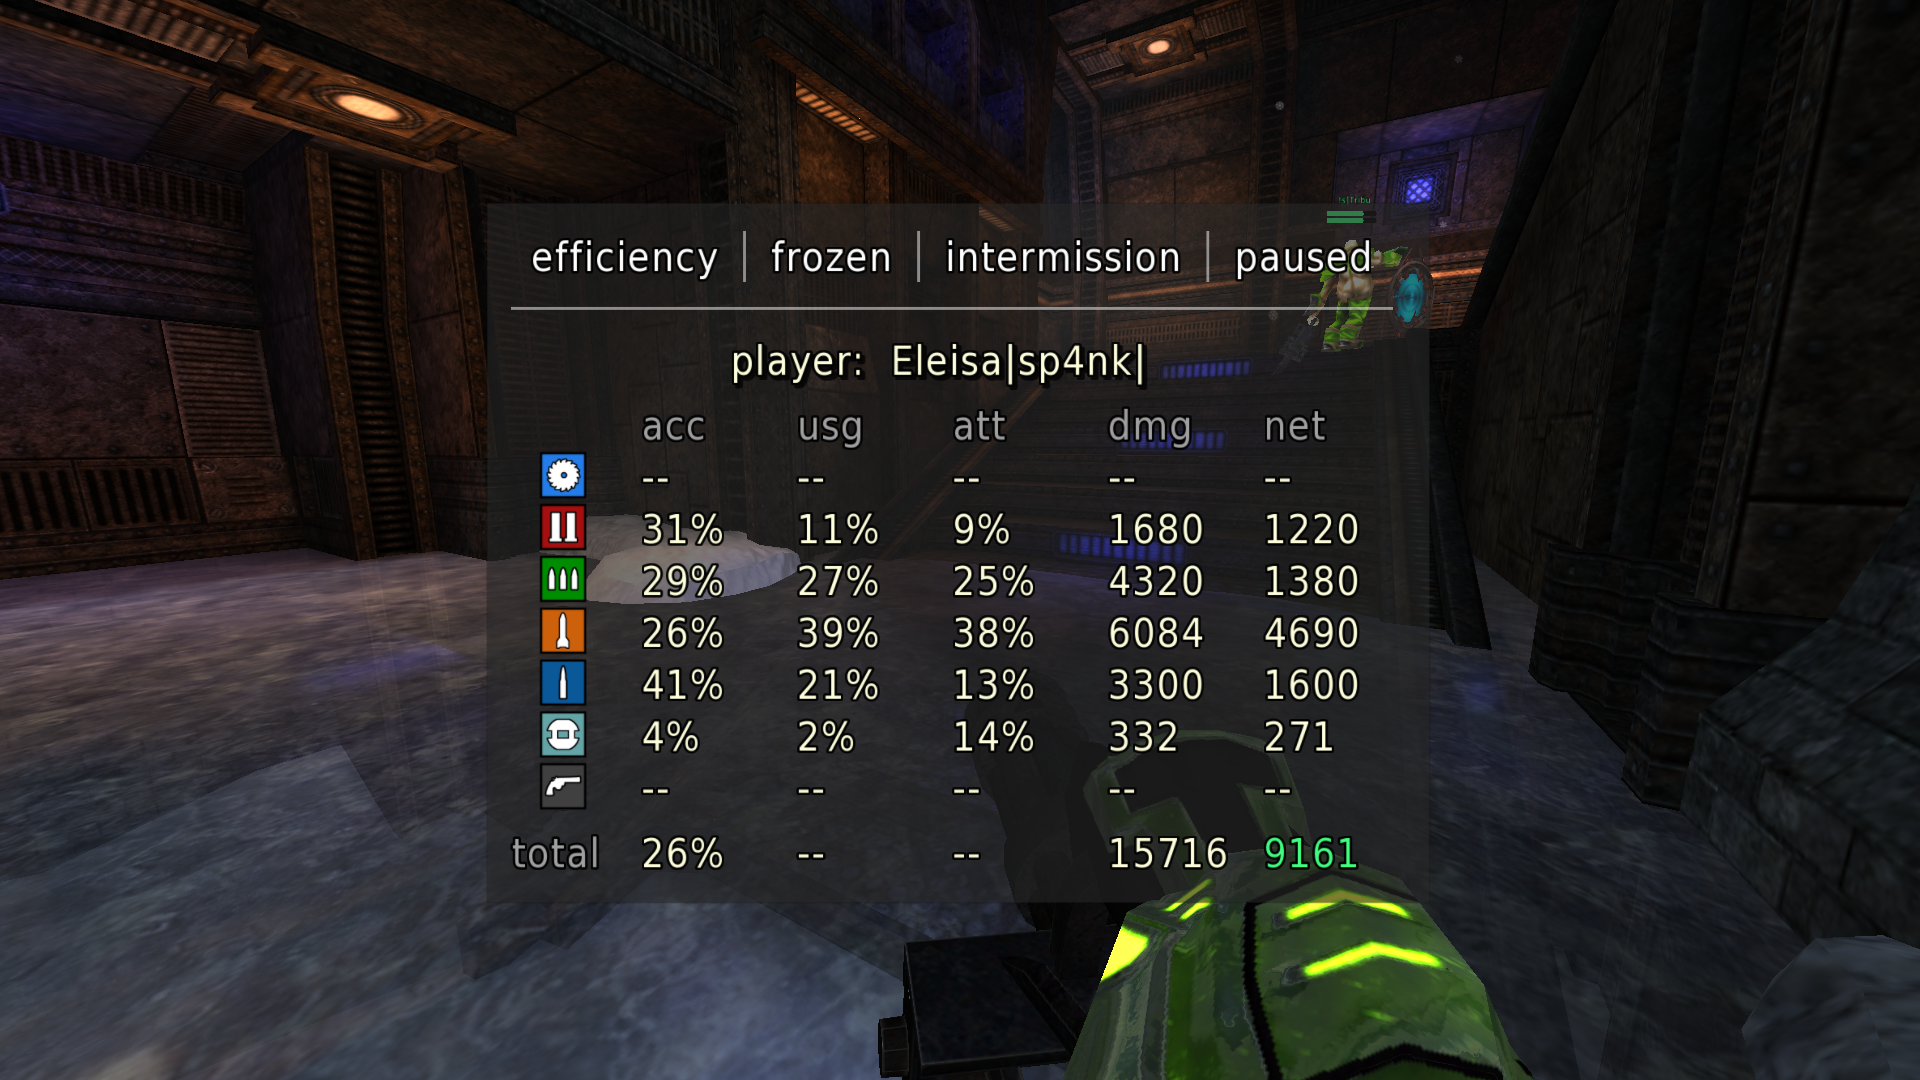 !s|Tribu
efficiency | frozen | intermission | paused
player: Eleisa|sp4nk|
acc usg att dmg net
-- -- -- -- --
31% 11% 9% 1680 1220
29% 27% 25% 4320 1380
26% 39% 38% 6084 4690
41% 21% 13% 3300 1600
4% 2% 14% 332 271
-- -- -- -- --
total 26% -- -- 15716 9161